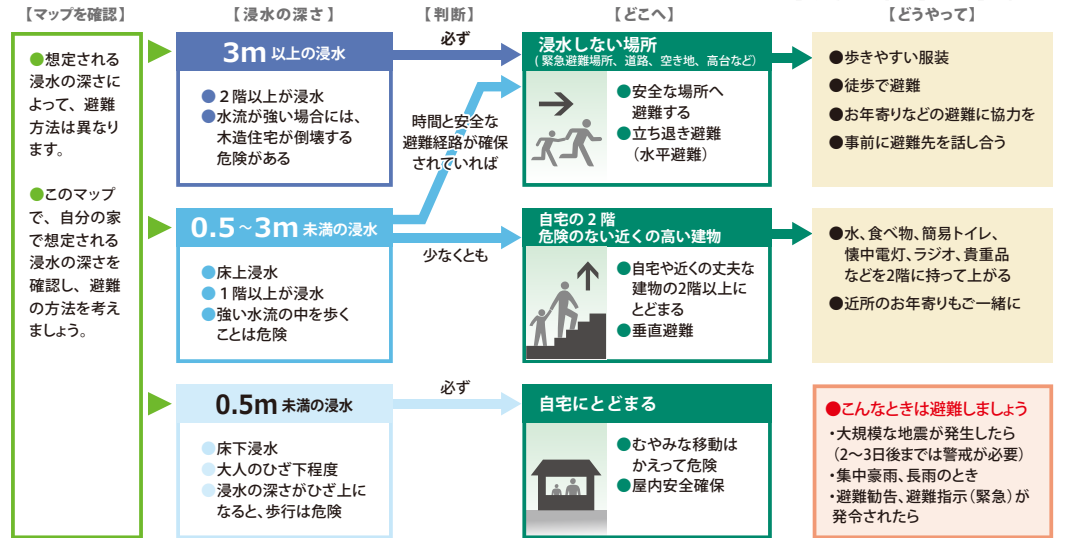 【マップを確認】
【浸水の深さ】
【判断】
【どこへ】
【どうやって】
●想定される
浸水の深さに
よって、避難
方法は異なり
ます。
●このマップ
で、自分の家
で想定される
浸水の深さを
確認し、避難
の方法を考え
ましょう。
3m 以上の浸水
●２階以上が浸水
●水流が強い場合には、
木造住宅が倒壊する
危険がある
必ず
時間と安全な
避難経路が確保
されていれば
浸水しない場所
(緊急避難場所、道路、空き地、高台など)
●安全な場所へ
避難する
●立ち退き避難
（水平避難）
●歩きやすい服装
●徒歩で避難
●お年寄りなどの避難に協力を
●事前に避難先を話し合う
0.5～3m 未満の浸水
●床上浸水
●１階以上が浸水
●強い水流の中を歩く
ことは危険
少なくとも
自宅の２階
危険のない近くの高い建物
●自宅や近くの丈夫な
建物の2階以上に
とどまる
●垂直避難
●水、食べ物、簡易トイレ、
懐中電灯、ラジオ、貴重品
などを2階に持って上がる
●近所のお年寄りもご一緒に
0.5m 未満の浸水
●床下浸水
●大人のひざ下程度
●浸水の深さがひざ上に
なると、歩行は危険
必ず
自宅にとどまる
●むやみな移動は
かえって危険
●屋内安全確保
●こんなときは避難しましょう
・大規模な地震が発生したら
（2～3日後までは警戒が必要）
・集中豪雨、長雨のとき
・避難勧告、避難指示（緊急）が
発令されたら